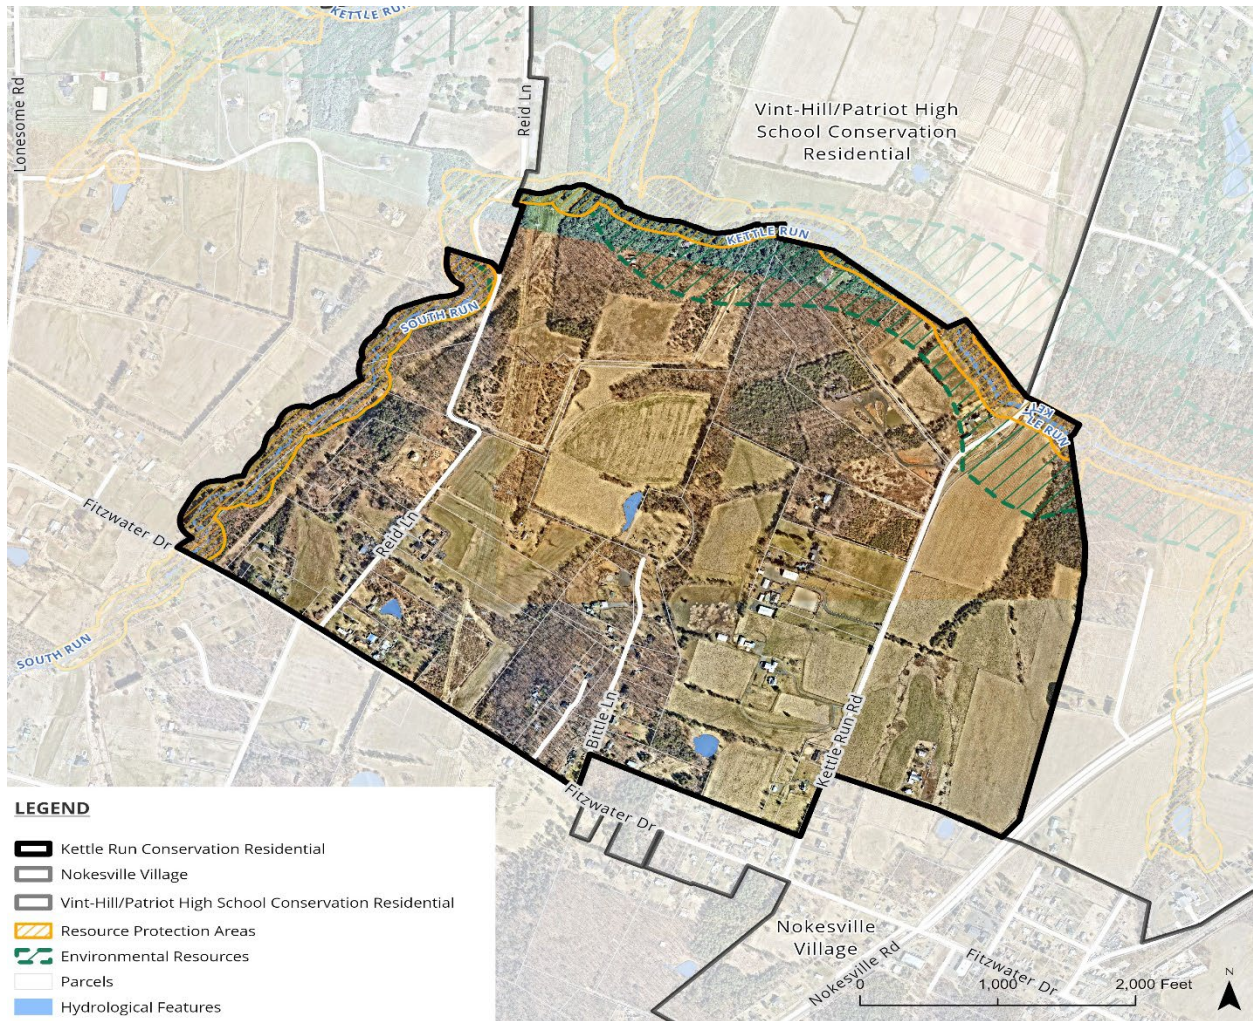 KETTLE RUN
Lonesome Rd
Reid Ln
Vint-Hill/Patriot High
School Conservation
Residential
KETTLE RUN
SOUTH RUN
LE RUN
Fitzwater Dr
Reid Ln
SOUTH RUN
Bittle Ln
Kettle Run Rd
Fitzwater Dr
Nokesville
Village
Nokesville Rd
Fitzwater Dr
LEGEND
Kettle Run Conservation Residential
Nokesville Village
Vint-Hill/Patriot High School Conservation Residential
Resource Protection Areas
Environmental Resources
Parcels
Hydrological Features
0 1,000 2,000 Feet
N